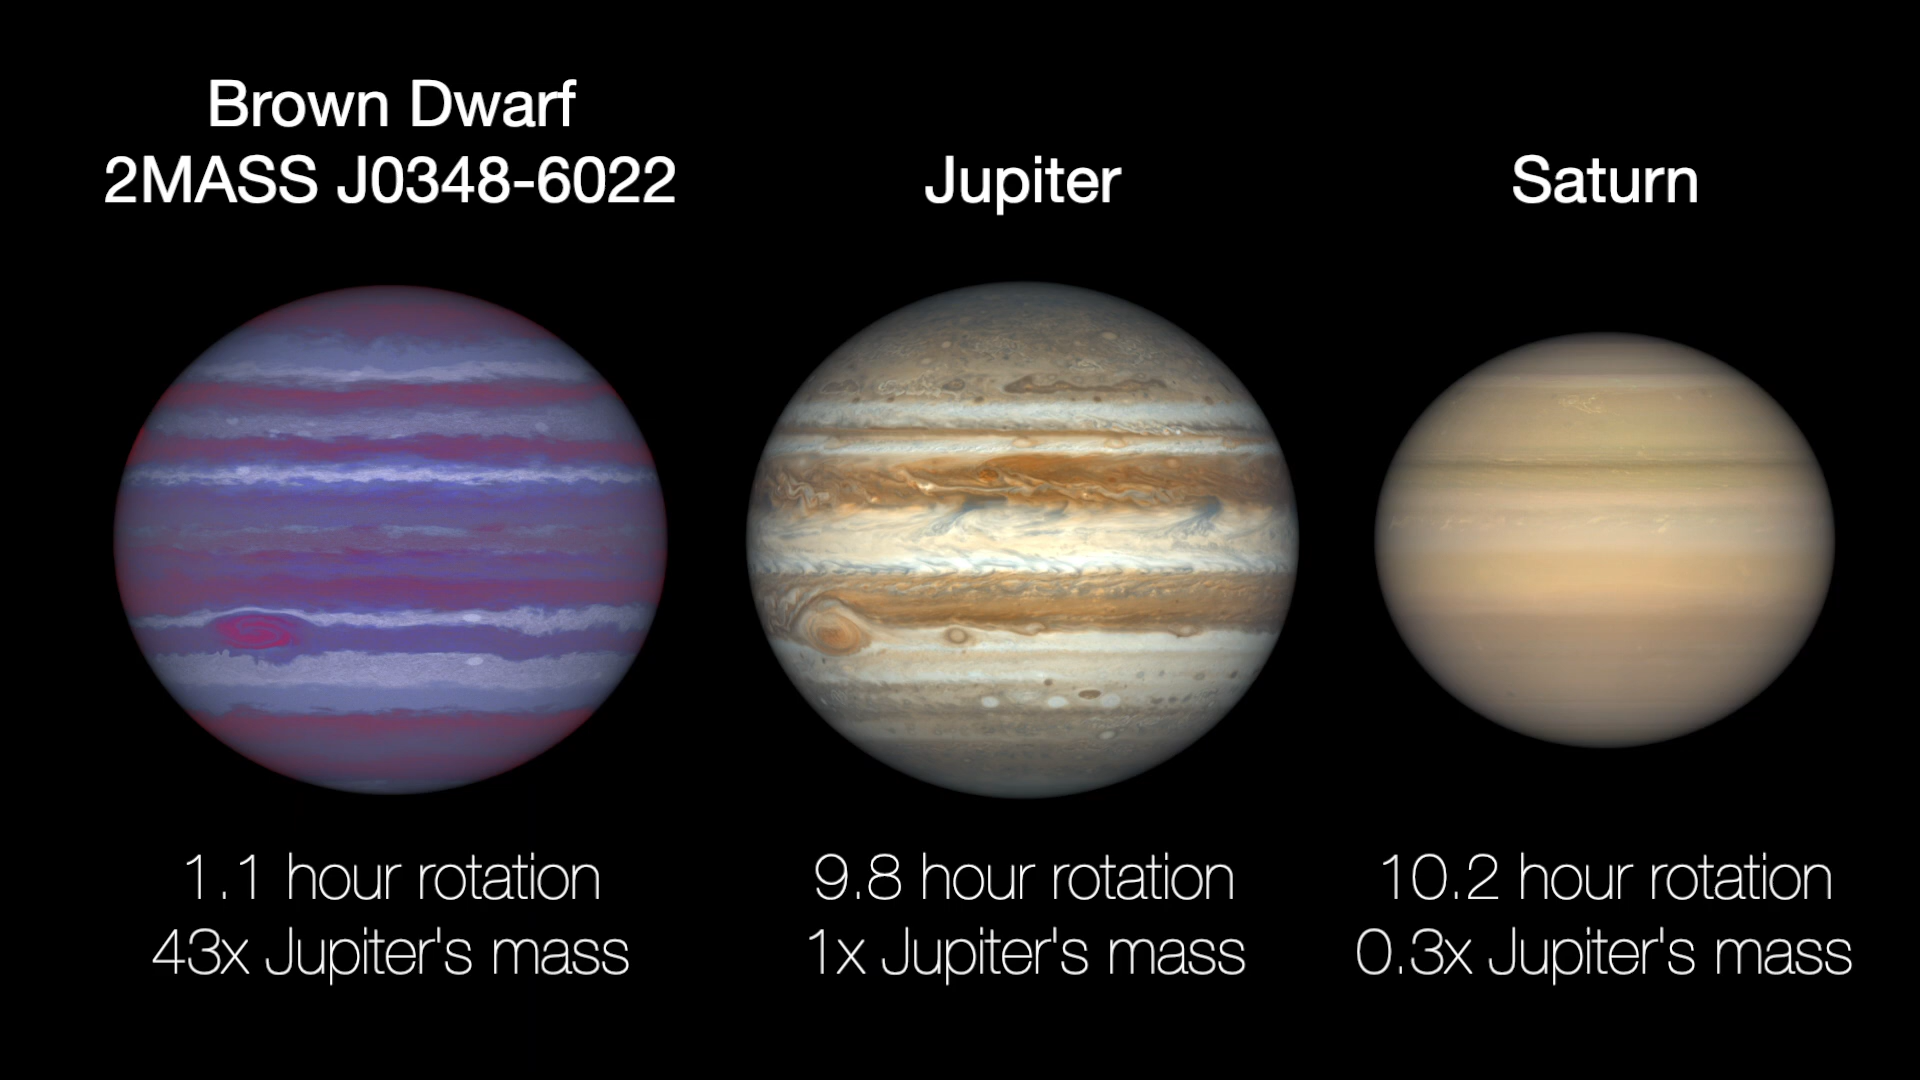 Brown Dwarf
2MASS J0348-6022
Jupiter
Saturn
1.1 hour rotation
43x Jupiter's mass
9.8 hour rotation
1x Jupiter's mass
10.2 hour rotation
0.3x Jupiter's mass